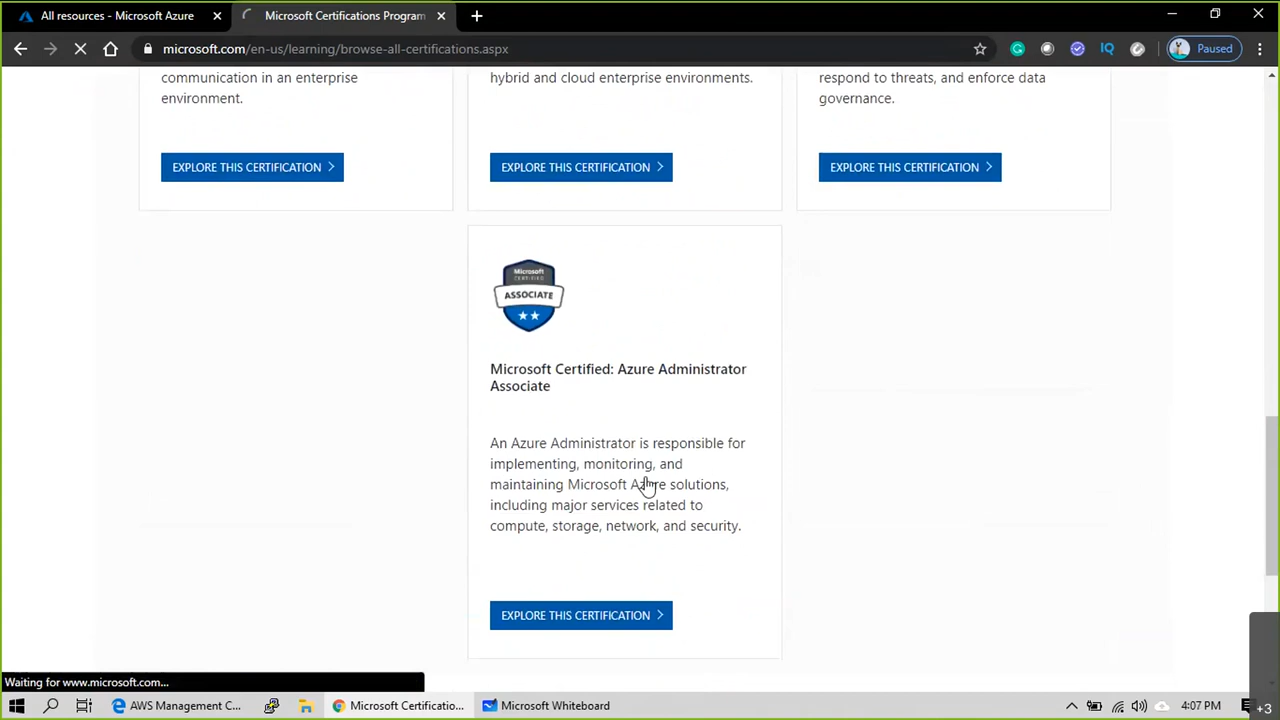 All resources - Microsoft Azure
Microsoft Certifications Program
microsoft.com/en-us/learning/browse-all-certifications.aspx
IQ
Paused
communication in an enterprise
environment.
hybrid and cloud enterprise environments.
respond to threats, and enforce data
governance.
EXPLORE THIS CERTIFICATION
EXPLORE THIS CERTIFICATION
EXPLORE THIS CERTIFICATION
Microsoft
CERTIFIED
ASSOCIATE
Microsoft Certified: Azure Administrator
Associate
An Azure Administrator is responsible for
implementing, monitoring, and
maintaining Microsoft Azure solutions,
including major services related to
compute, storage, network, and security.
EXPLORE THIS CERTIFICATION
Waiting for www.microsoft.com...
AWS Management C...
Microsoft Certificatio...
Microsoft Whiteboard
4:07 PM
+3